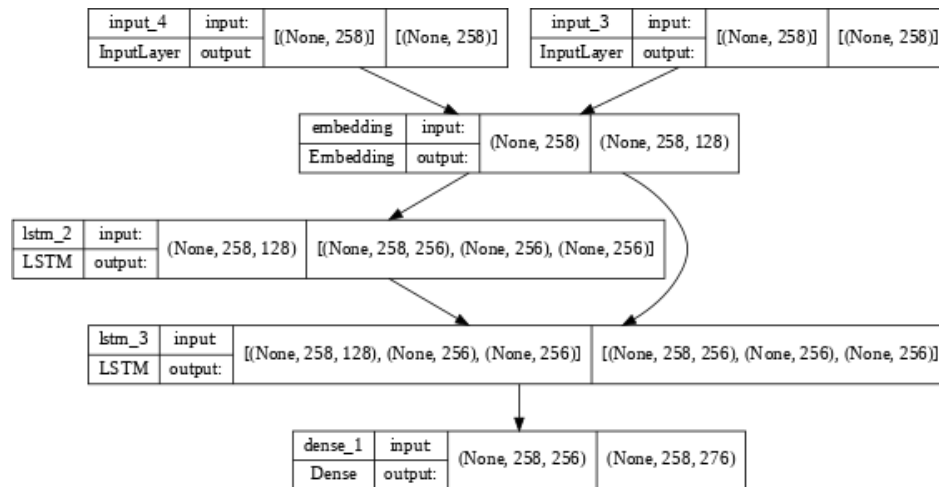 input_4 input: [(None, 258)] [(None, 258)]
InputLayer output
input_3 input: [(None, 258)] [(None, 258)]
InputLayer output
embedding input: (None, 258) (None, 258, 128)
Embedding output:
lstm_2 input: (None, 258, 128) [(None, 258, 256), (None, 256), (None, 256)]
LSTM output:
lstm_3 input [(None, 258, 128), (None, 256), (None, 256)] [(None, 258, 256), (None, 256), (None, 256)]
LSTM output:
dense_1 input (None, 258, 256) (None, 258, 276)
Dense output: